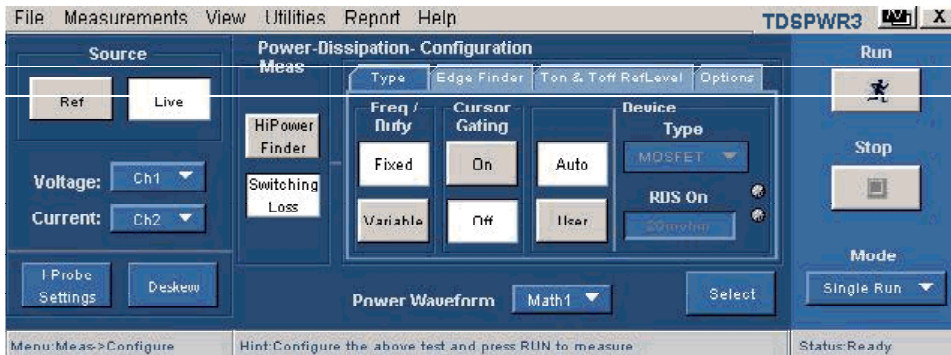 File Measurements View Utilities Report Help TDSPWR3 X
Source
Ref
Live
Voltage: Ch1
Current: Ch2
I Probe
Settings
Deskew
Power-Dissipation- Configuration
Meas
HiPower
Finder
Switching
Loss
Type Edge Finder Ton & Toff RefLevel Options
Freq /
Duty
Fixed
Variable
Cursor
Gating
On
Off
Auto
User
Device
Type
MOSFET
RDS On
Power Waveform Math1
Select
Run
Stop
Mode
Single Run
Menu:Meas->Configure
Hint:Configure the above test and press RUN to measure
Status:Ready